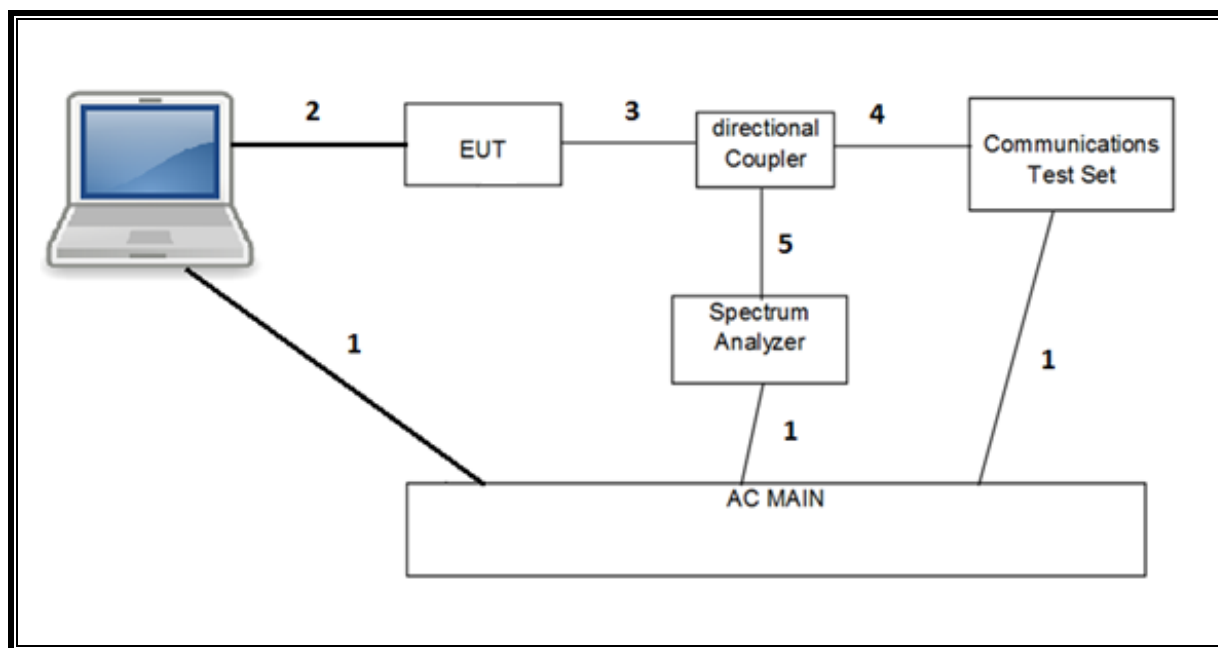 2
EUT
3
directional
Coupler
4
Communications
Test Set
5
Spectrum
Analyzer
1
1
1
AC MAIN